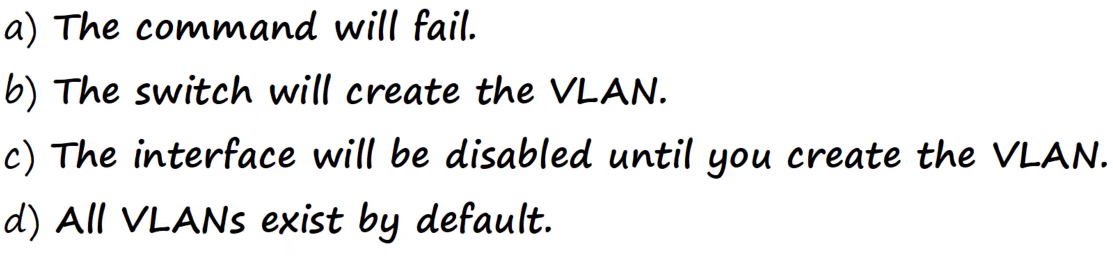 a) The command will fail.
b) The switch will create the VLAN.
c) The interface will be disabled until you create the VLAN.
d) All VLANs exist by default.